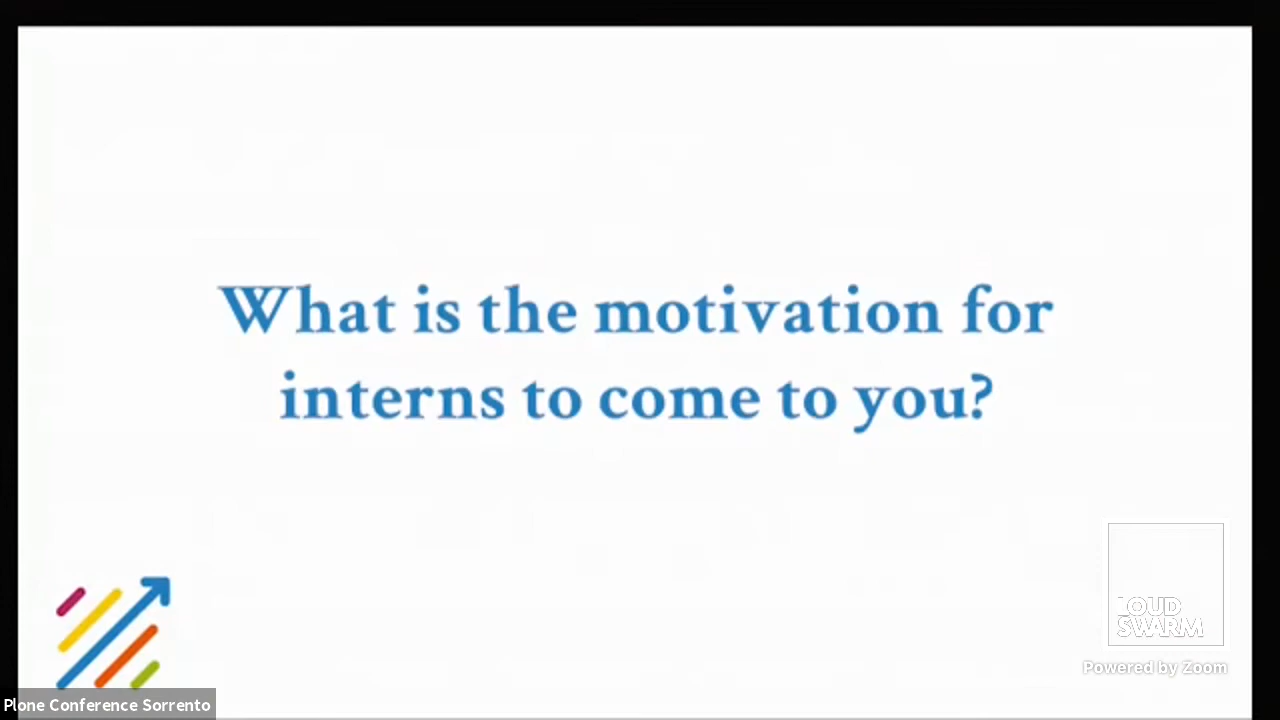 What is the motivation for
interns to come to you?
LOUD
SWARM
Powered by Zoom
Plone Conference Sorrento